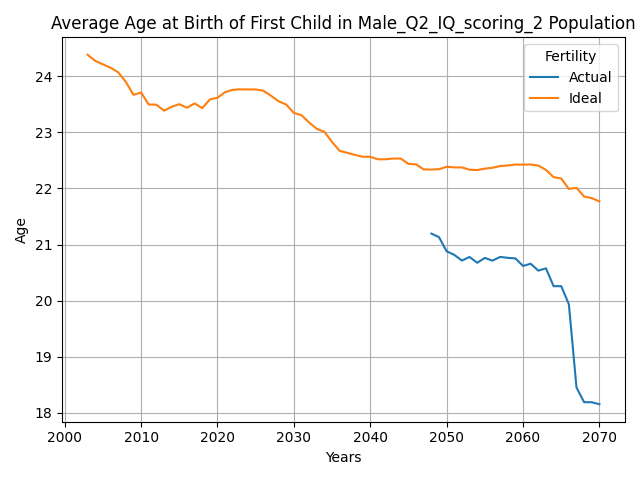 Average Age at Birth of First Child in Male_Q2_IQ_scoring_2 Population
Fertility
Actual
Ideal
24
23
22
21
20
19
18
Age
2000 2010 2020 2030 2040 2050 2060 2070
Years